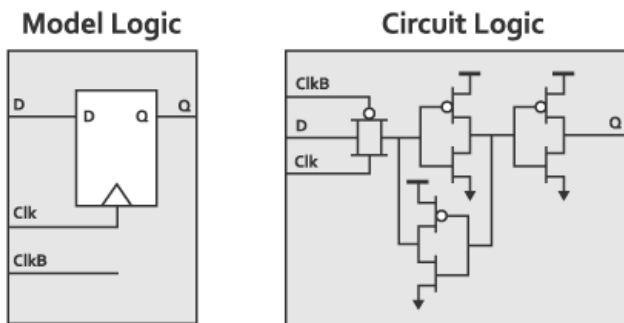 Model Logic
D
D
Q
Q
Clk
ClkB
Circuit Logic
ClkB
D
Clk
Q